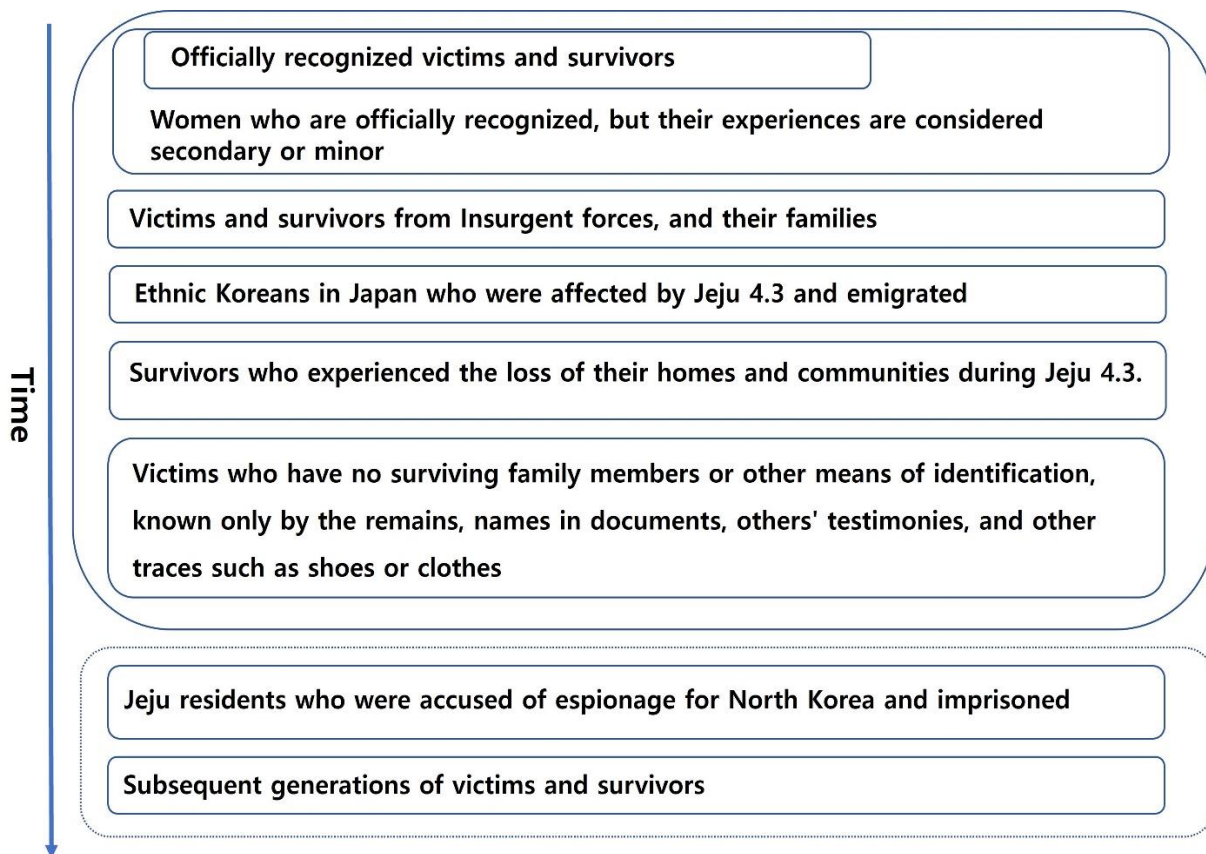 Officially recognized victims and survivors
Women who are officially recognized, but their experiences are considered
secondary or minor
Victims and survivors from Insurgent forces, and their families
Ethnic Koreans in Japan who were affected by Jeju 4.3 and emigrated
Survivors who experienced the loss of their homes and communities during Jeju 4.3.
Time
Victims who have no surviving family members or other means of identification,
known only by the remains, names in documents, others' testimonies, and other
traces such as shoes or clothes
Jeju residents who were accused of espionage for North Korea and imprisoned
Subsequent generations of victims and survivors